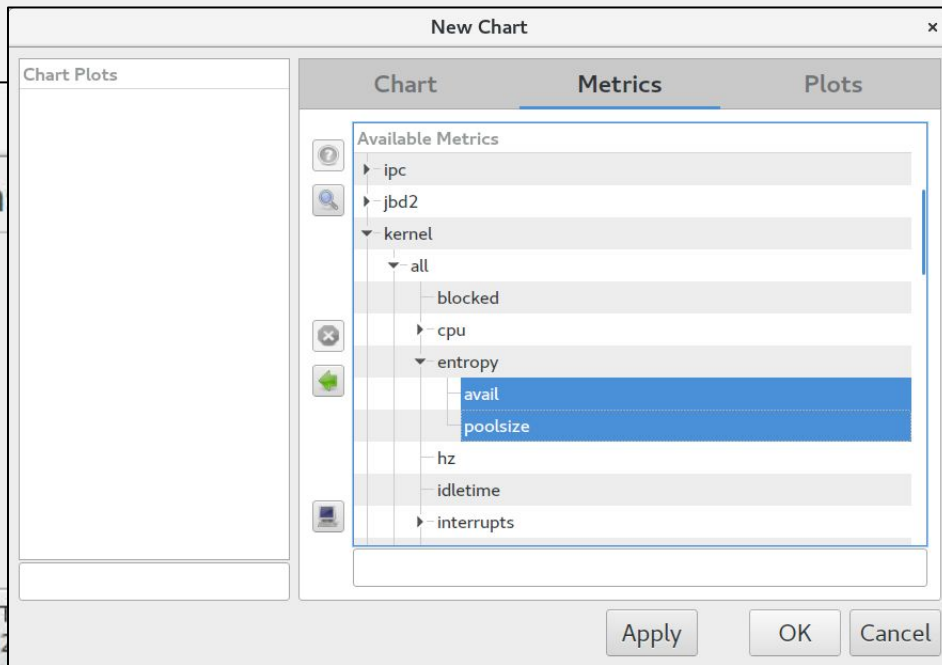 New Chart
×
Chart Plots
Chart Metrics Plots
Available Metrics
ipc
jbd2
kernel
all
blocked
cpu
entropy
avail
poolsize
hz
idletime
interrupts
Apply OK Cancel